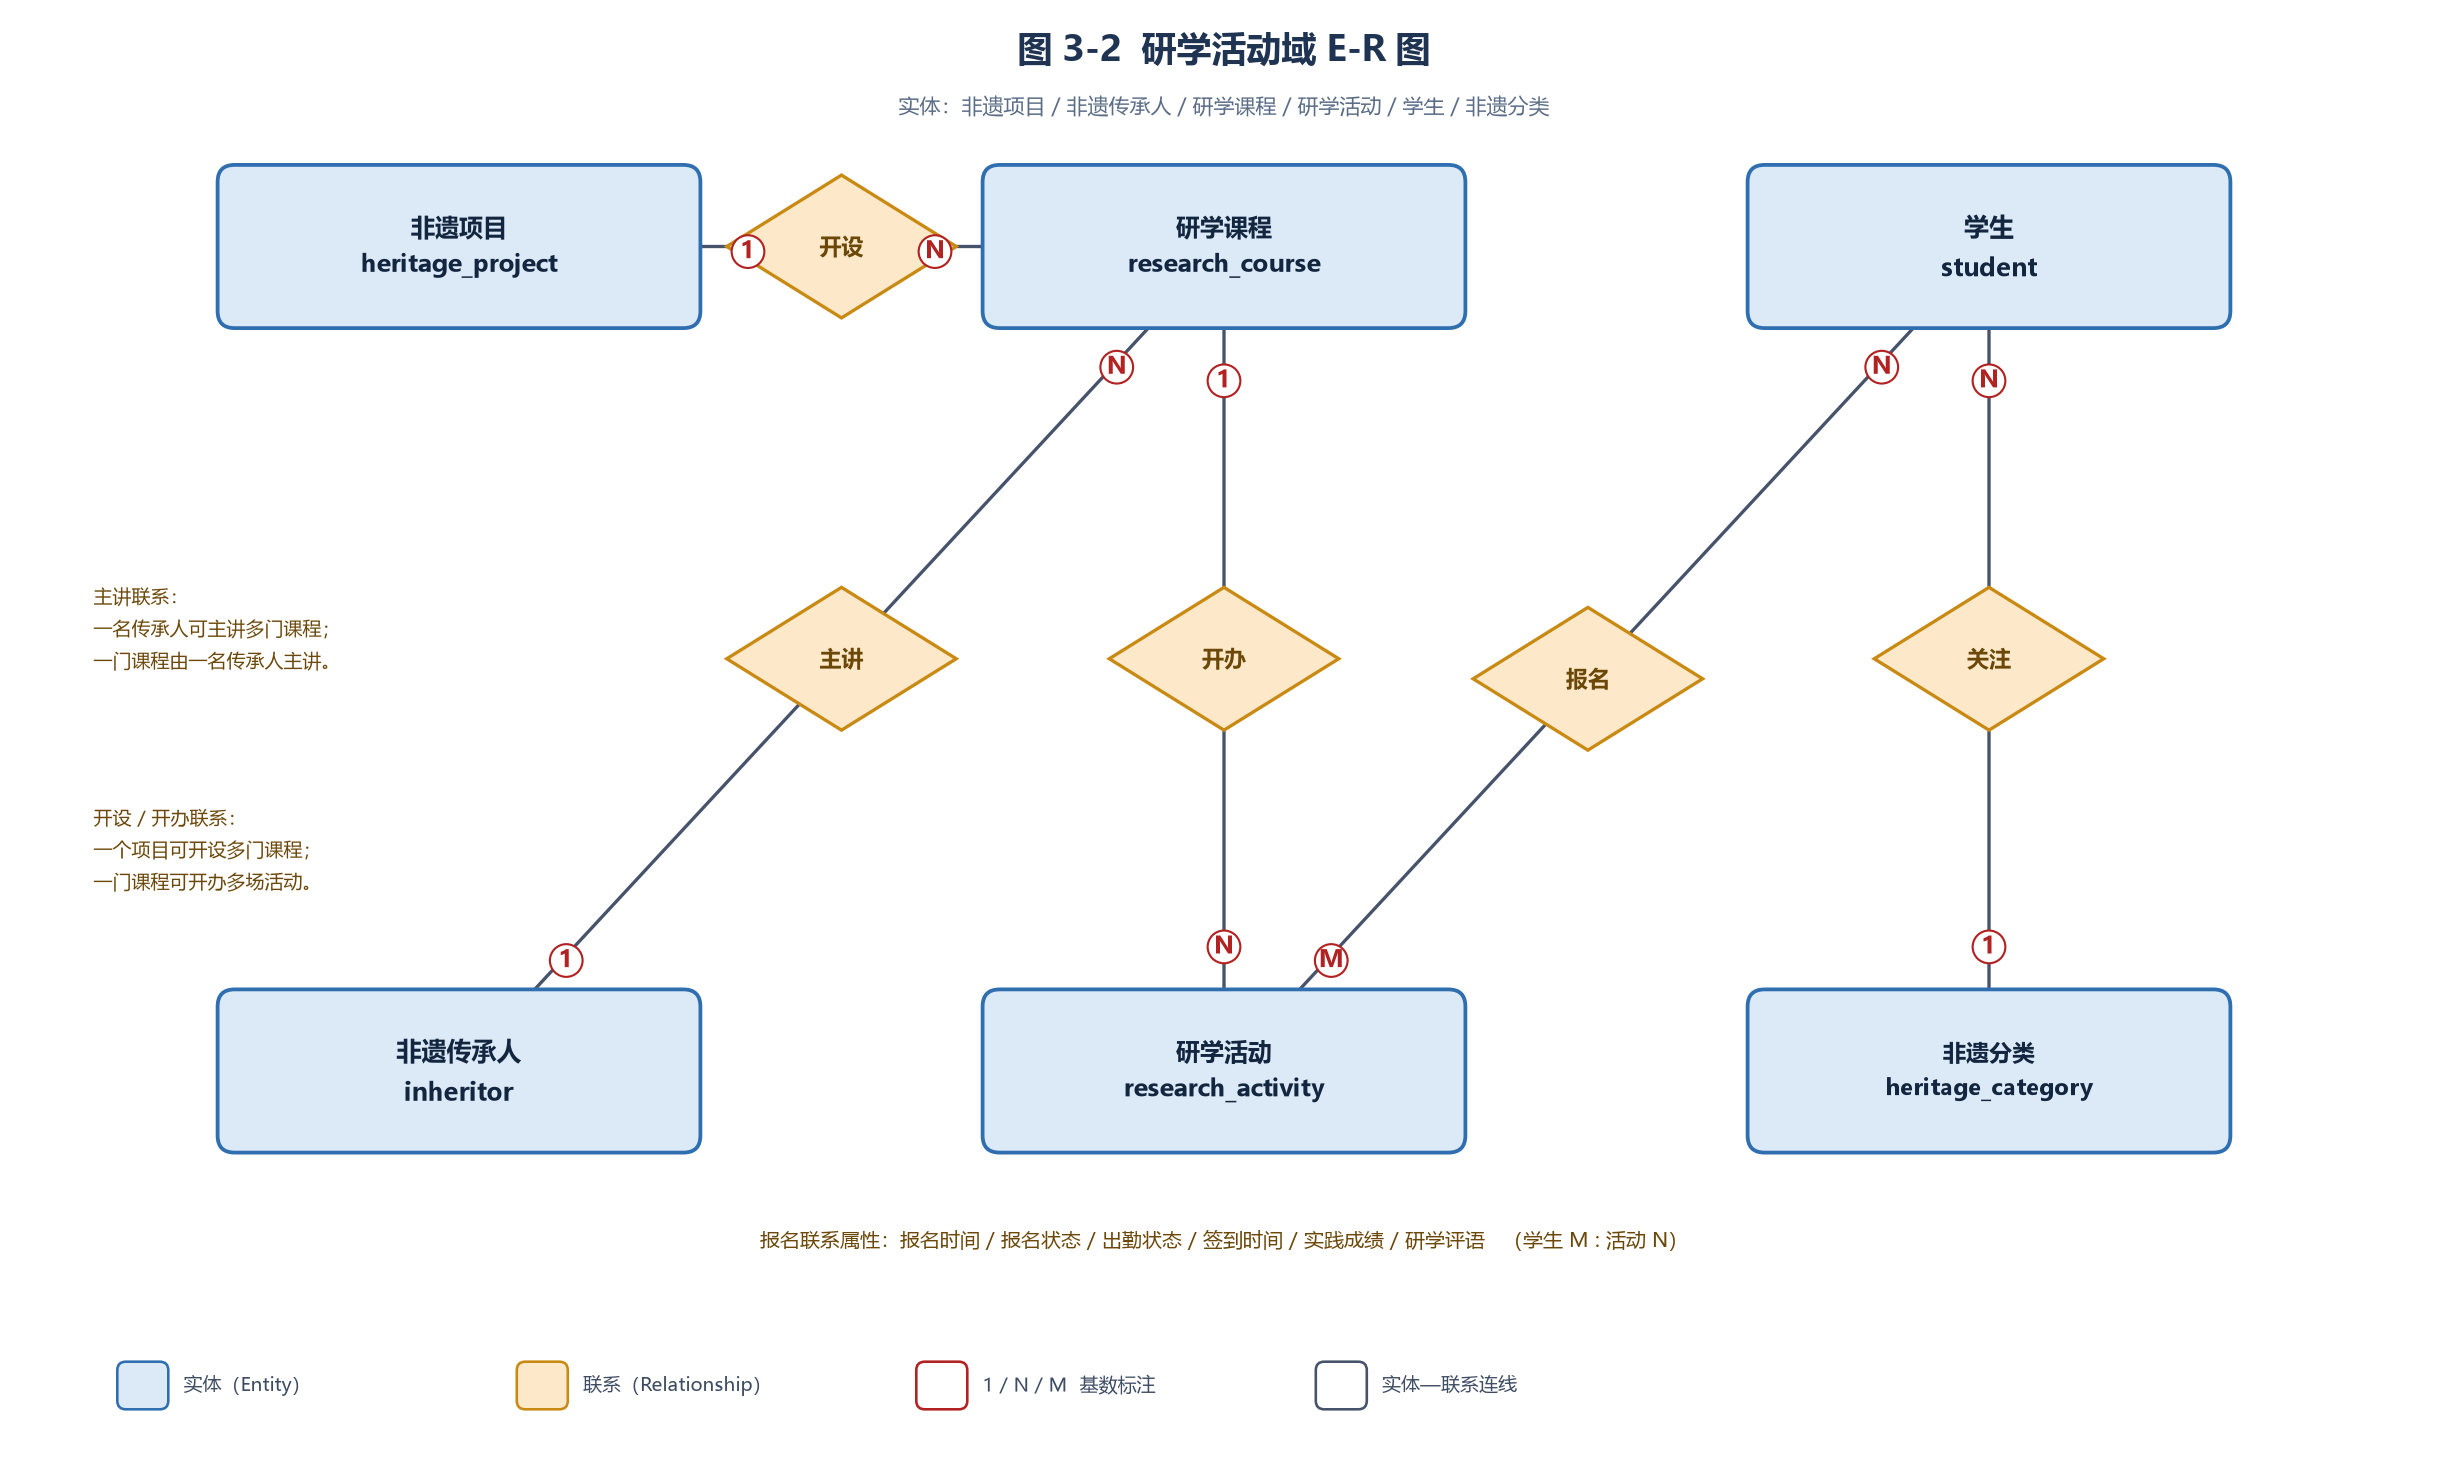 图 3-2 研学活动域 E-R 图
实体：非遗项目 / 非遗传承人 / 研学课程 / 研学活动 / 学生 / 非遗分类
非遗项目
heritage_project
1
开设
N
研学课程
research_course
学生
student
N
1
N
N
主讲联系：
一名传承人可主讲多门课程；
一门课程由一名传承人主讲。
主讲
开办
报名
关注
开设 / 开办联系：
一个项目可开设多门课程；
一门课程可开办多场活动。
1
N
M
1
非遗传承人
inheritor
研学活动
research_activity
非遗分类
heritage_category
报名联系属性：报名时间 / 报名状态 / 出勤状态 / 签到时间 / 实践成绩 / 研学评语 （学生 M : 活动 N）
实体（Entity）
联系（Relationship）
1 / N / M 基数标注
实体—联系连线